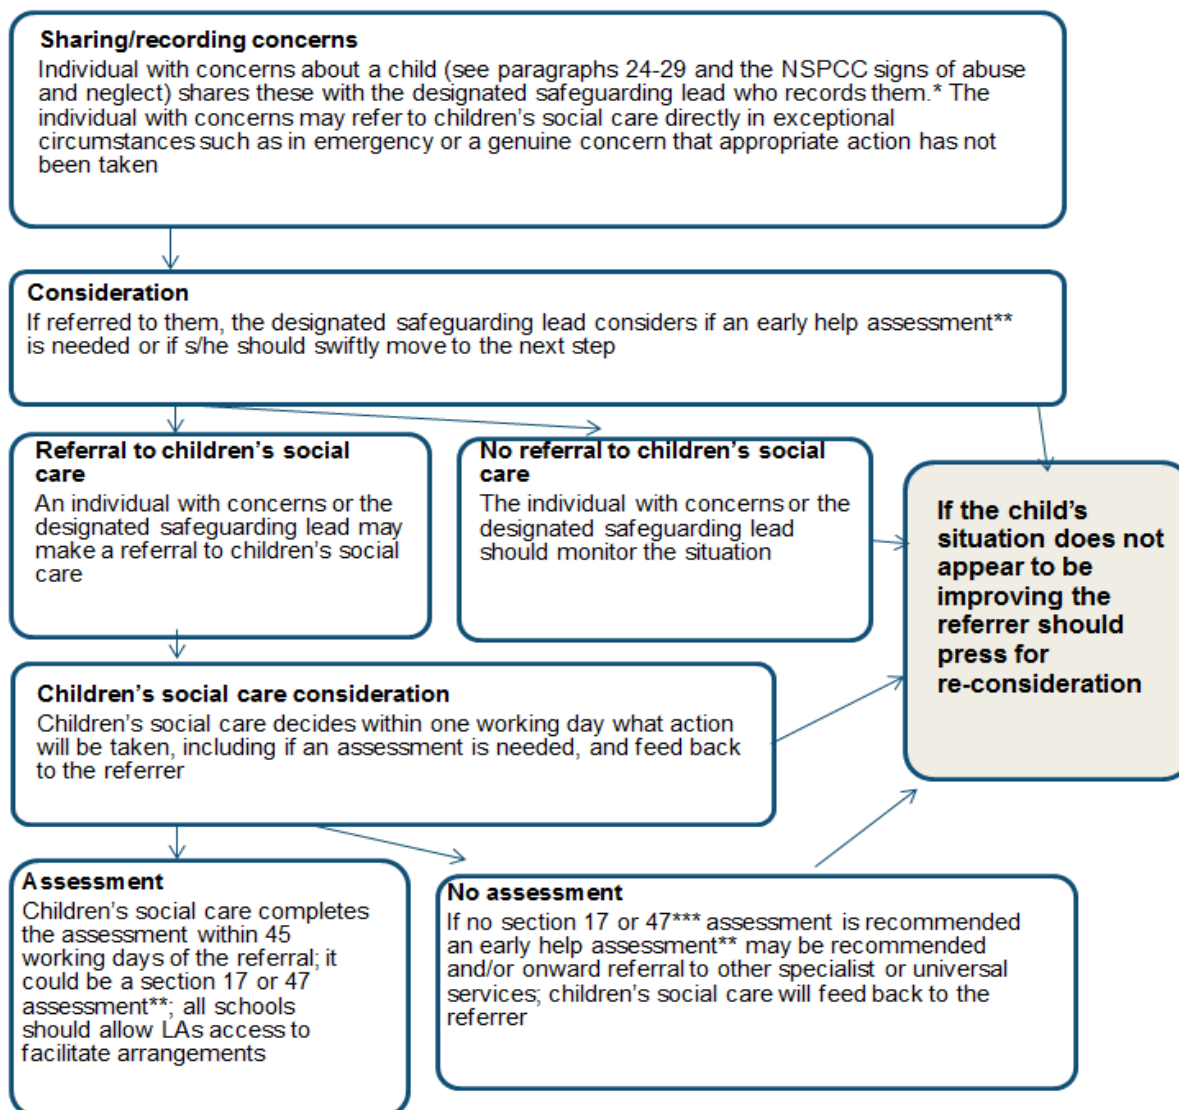 Sharing/recording concerns
Individual with concerns about a child (see paragraphs 24-29 and the NSPCC signs of abuse
and neglect) shares these with the designated safeguarding lead who records them.* The
individual with concerns may refer to children’s social care directly in exceptional
circumstances such as in emergency or a genuine concern that appropriate action has not
been taken
Consideration
If referred to them, the designated safeguarding lead considers if an early help assessment**
is needed or if s/he should swiftly move to the next step
Referral to children’s social
care
An individual with concerns or the
designated safeguarding lead may
make a referral to children’s social
care
No referral to children’s social
care
The individual with concerns or the
designated safeguarding lead
should monitor the situation
If the child’s
situation does not
appear to be
improving the
referrer should
press for
re-consideration
Children’s social care consideration
Children’s social care decides within one working day what action
will be taken, including if an assessment is needed, and feed back
to the referrer
Assessment
Children’s social care completes
the assessment within 45
working days of the referral; it
could be a section 17 or 47
assessment**; all schools
should allow LAs access to
facilitate arrangements
No assessment
If no section 17 or 47*** assessment is recommended
an early help assessment** may be recommended
and/or onward referral to other specialist or universal
services; children’s social care will feed back to the
referrer